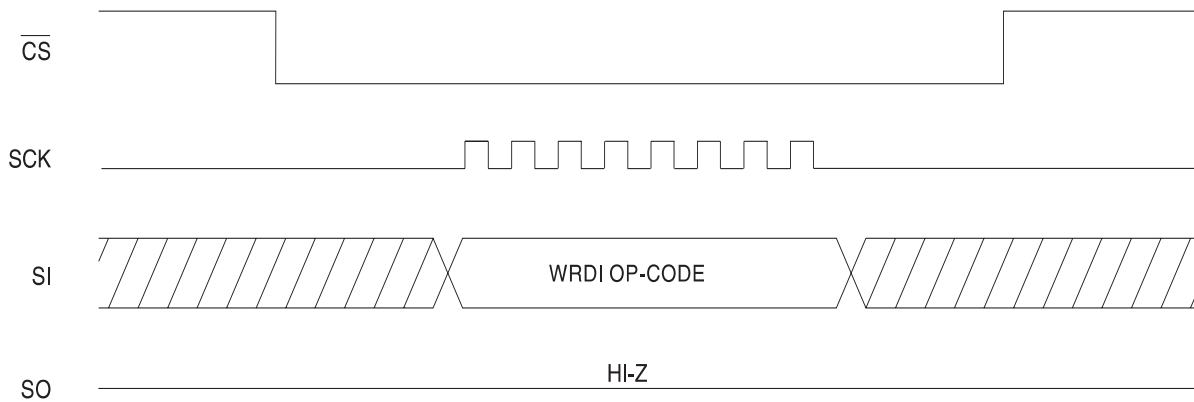 CS
SCK
SI
WRDI OP-CODE
HI-Z
SO